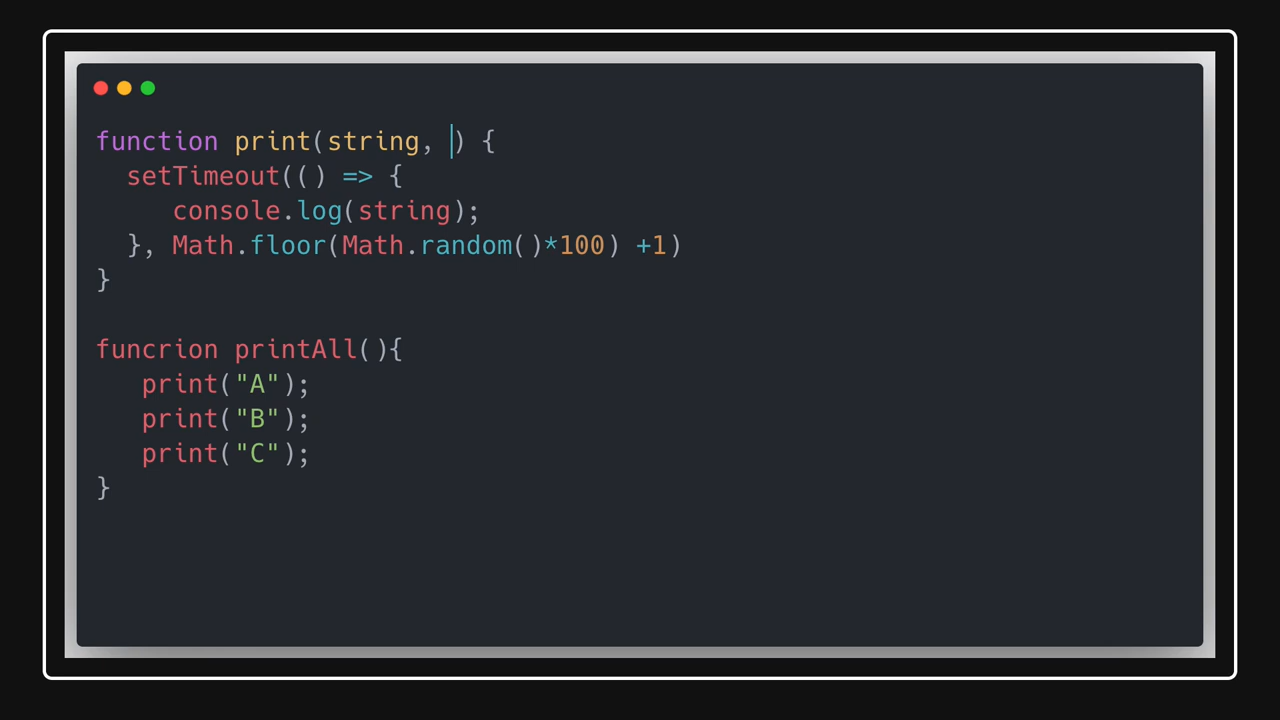 function print(string, ) {
setTimeout(() => {
console.log(string);
}, Math.floor(Math.random()*100) +1)
}
funcrion printAll(){
print("A");
print("B");
print("C");
}